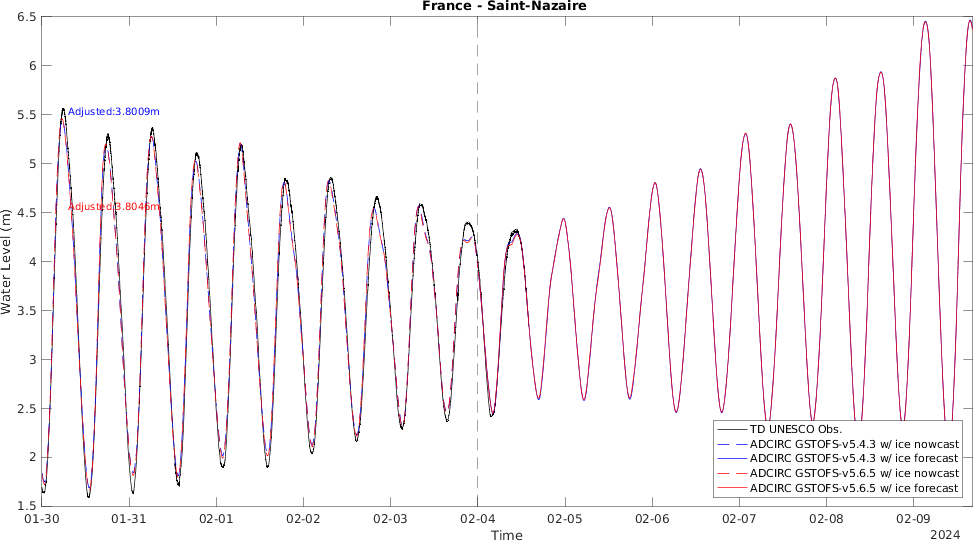 France - Saint-Nazaire
6.5
6
5.5
5
4.5
4
3.5
3
2.5
2
1.5
Water Level (m)
Adjusted:3.8009m
Adjusted:3.8046m
TD UNESCO Obs.
ADCIRC GSTOFS-v5.4.3 w/ ice nowcast
ADCIRC GSTOFS-v5.4.3 w/ ice forecast
ADCIRC GSTOFS-v5.6.5 w/ ice nowcast
ADCIRC GSTOFS-v5.6.5 w/ ice forecast
01-30 01-31 02-01 02-02 02-03 02-04 02-05 02-06 02-07 02-08 02-09
Time
2024